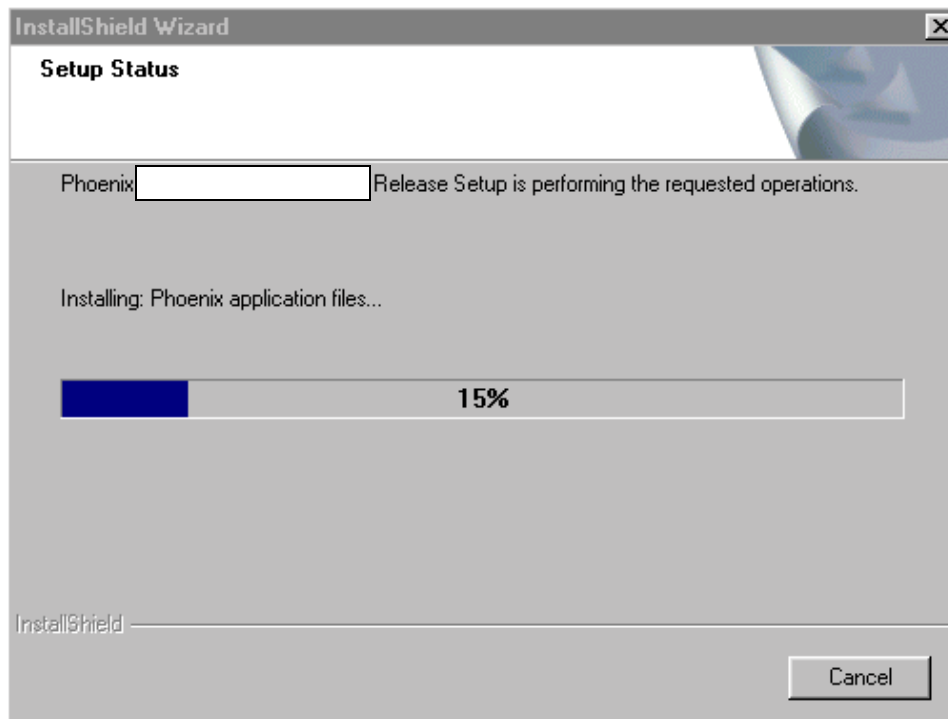 InstallShield Wizard
Setup Status
Phoenix Release Setup is performing the requested operations.
Installing: Phoenix application files...
15%
InstallShield
Cancel